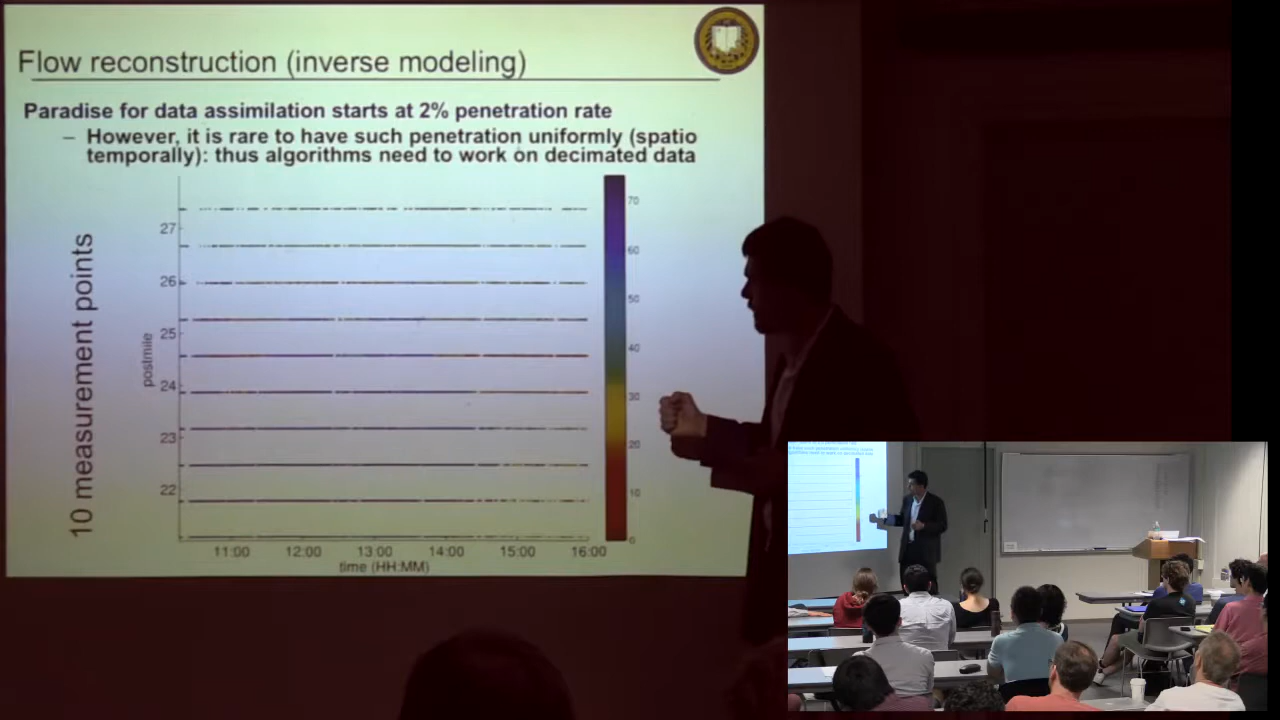 Flow reconstruction (inverse modeling)
Paradise for data assimilation starts at 2% penetration rate
– However, it is rare to have such penetration uniformly (spatio
temporally): thus algorithms need to work on decimated data
10 measurement points
postmile
27
26
25
24
23
22
11:00 12:00 13:00 14:00 15:00 16:00
time (HH:MM)
70
60
50
40
30
20
10
0